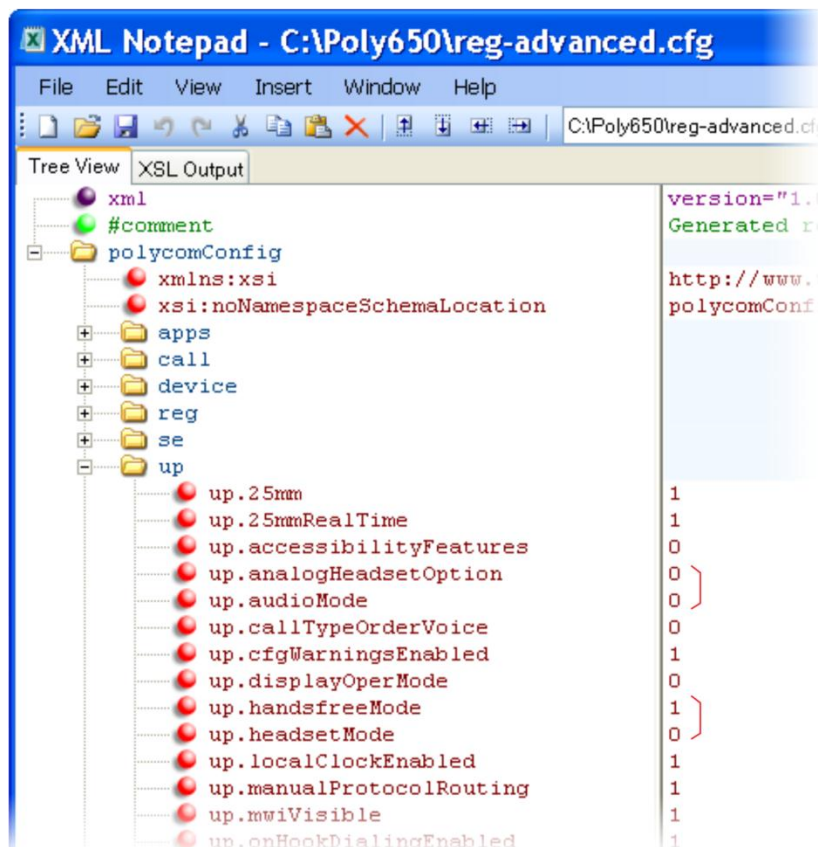 XML Notepad - C:\Poly650\reg-advanced.cfg
File Edit View Insert Window Help
C:\Poly650\reg-advanced.cf
Tree View XSL Output
xml version="1.
#comment Generated
polycomConfig
xmlns:xsi http://www.
xsi:noNamespaceSchemaLocation polycomConf
apps
call
device
reg
se
up
up.25mm 1
up.25mmRealTime 1
up.accessibilityFeatures 0
up.analogHeadsetOption 0
up.audioMode 0
up.callTypeOrderVoice 0
up.cfgWarningsEnabled 1
up.displayOperMode 0
up.handsfreeMode 1
up.headsetMode 0
up.localClockEnabled 1
up.manualProtocolRouting 1
up.mwiVisible 1
up.onHookDialingEnabled 1